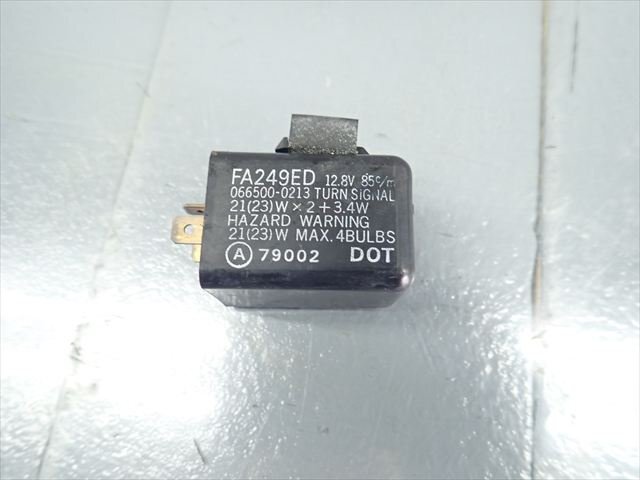 FA249ED 12.8V 85c/m
066500-0213 TURN SIGNAL
21(23)W×2+3.4W
HAZARD WARNING
21(23)W MAX. 4BULBS
Ⓐ 79002 DOT